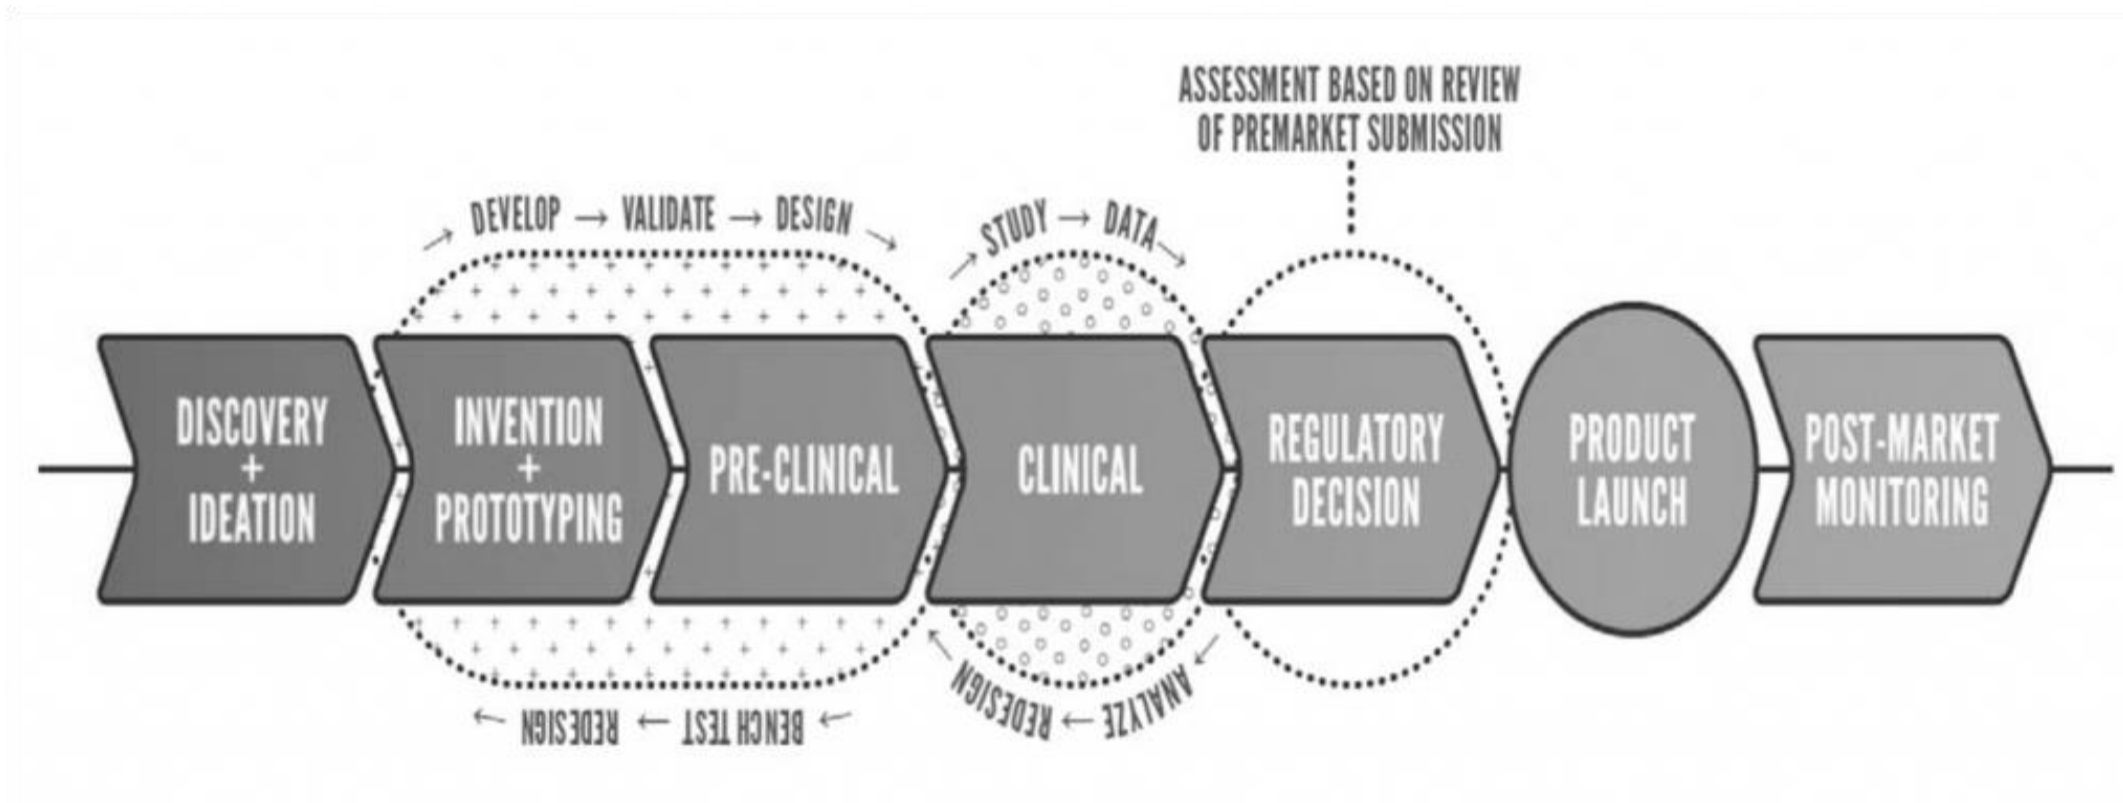 ASSESSMENT BASED ON REVIEW
OF PREMARKET SUBMISSION
→ DEVELOP → VALIDATE → DESIGN →
→ STUDY → DATA →
DISCOVERY
+
IDEATION
INVENTION
+
PROTOTYPING
PRE-CLINICAL
CLINICAL
REGULATORY
DECISION
PRODUCT
LAUNCH
POST-MARKET
MONITORING
→ BENCH TEST → REDESIGN →
→ ANALYZE → REDESIGN →